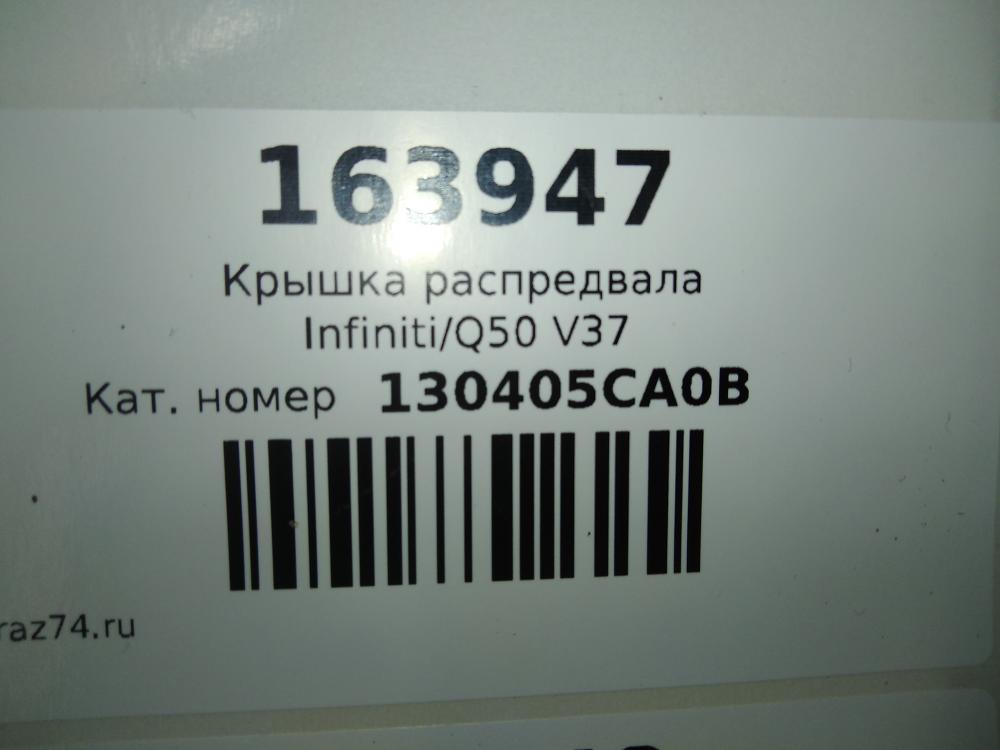 163947
Крышка распредвала
Infiniti/Q50 V37
Кат. номер 130405CA0B
raz74.ru